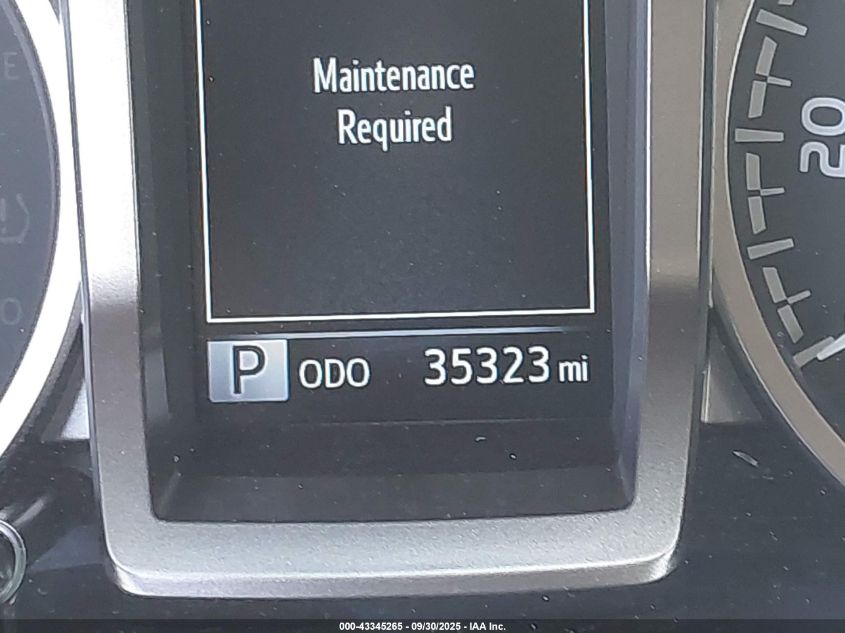 Maintenance
Required
E
20
P ODO 35323 mi
000-43345265 - 09/30/2025 - IAA Inc.